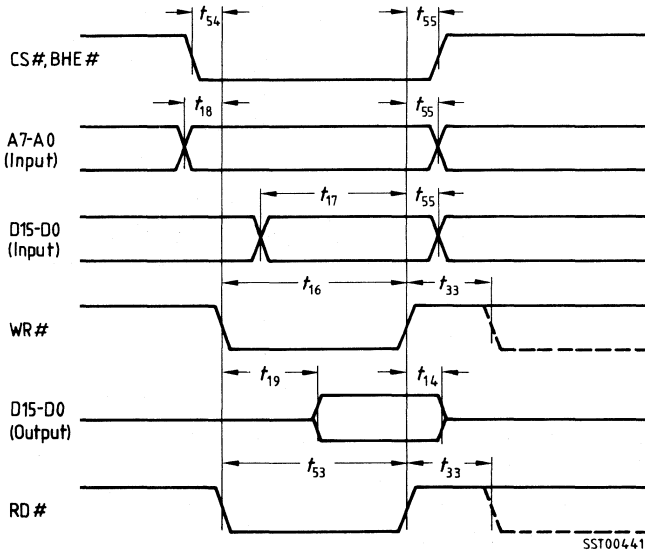 t54 t55
CS#, BHE#
t18 t55
A7-A0
(Input)
t17 t55
D15-D0
(Input)
t16 t33
WR#
t19 t14
D15-D0
(Output)
t53 t33
RD#
SST00441